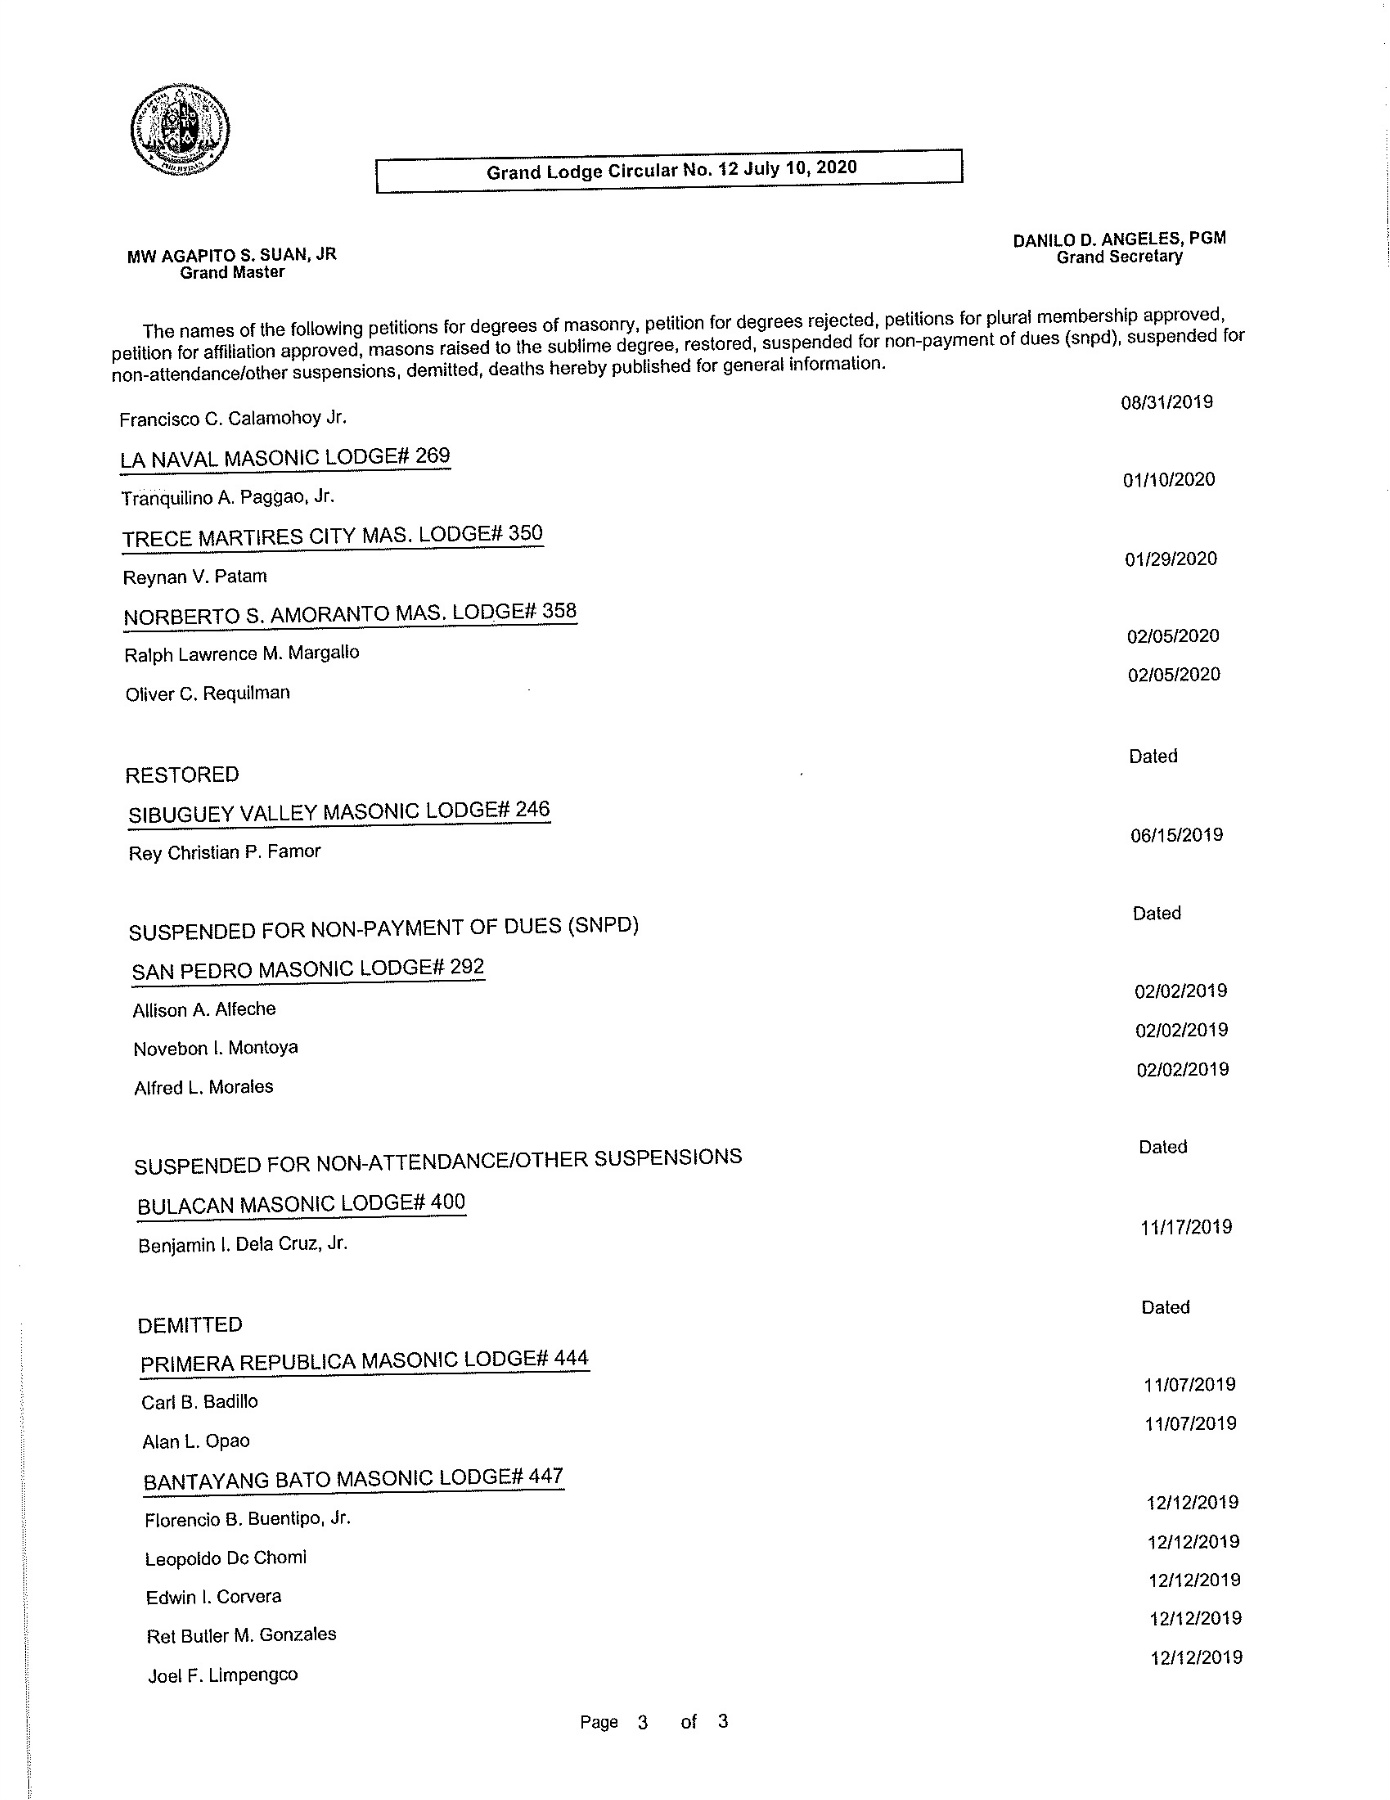 Grand Lodge Circular No. 12 July 10, 2020
MW AGAPITO S. SUAN, JR
Grand Master
DANILO D. ANGELES, PGM
Grand Secretary
The names of the following petitions for degrees of masonry, petition for degrees rejected, petitions for plural membership approved,
petition for affiliation approved, masons raised to the sublime degree, restored, suspended for non-payment of dues (snpd), suspended for
non-attendance/other suspensions, demitted, deaths hereby published for general information.
Francisco C. Calamohoy Jr. 08/31/2019
LA NAVAL MASONIC LODGE# 269
Tranquilino A. Paggao, Jr. 01/10/2020
TRECE MARTIRES CITY MAS. LODGE# 350
Reynan V. Patam 01/29/2020
NORBERTO S. AMORANTO MAS. LODGE# 358
Ralph Lawrence M. Margallo 02/05/2020
Oliver C. Requilman 02/05/2020
RESTORED Dated
SIBUGUEY VALLEY MASONIC LODGE# 246
Rey Christian P. Famor 06/15/2019
SUSPENDED FOR NON-PAYMENT OF DUES (SNPD) Dated
SAN PEDRO MASONIC LODGE# 292
Allison A. Alfeche 02/02/2019
Novebon I. Montoya 02/02/2019
Alfred L. Morales 02/02/2019
SUSPENDED FOR NON-ATTENDANCE/OTHER SUSPENSIONS Dated
BULACAN MASONIC LODGE# 400
Benjamin I. Dela Cruz, Jr. 11/17/2019
DEMITTED Dated
PRIMERA REPUBLICA MASONIC LODGE# 444
Carl B. Badillo 11/07/2019
Alan L. Opao 11/07/2019
BANTAYANG BATO MASONIC LODGE# 447
Florencio B. Buentipo, Jr. 12/12/2019
Leopoldo Dc Chomi 12/12/2019
Edwin I. Corvera 12/12/2019
Ret Butler M. Gonzales 12/12/2019
Joel F. Limpengco 12/12/2019
Page 3 of 3